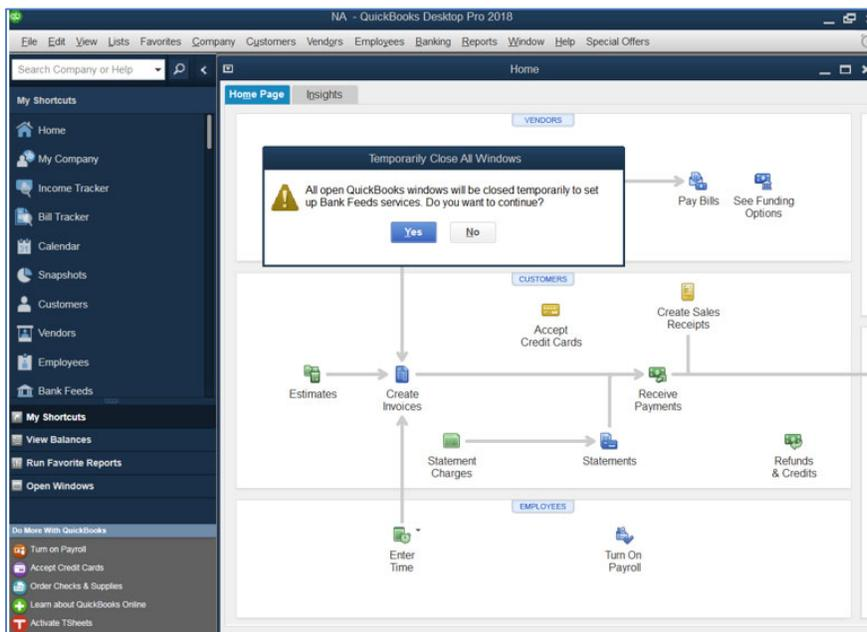 NA - QuickBooks Desktop Pro 2018
File Edit View Lists Favorites Company Customers Vendors Employees Banking Reports Window Help Special Offers
Search Company or Help
My Shortcuts
Home
My Company
Income Tracker
Bill Tracker
Calendar
Snapshots
Customers
Vendors
Employees
Bank Feeds
My Shortcuts
View Balances
Run Favorite Reports
Open Windows
Do More With QuickBooks
Turn on Payroll
Accept Credit Cards
Order Checks & Supplies
Learn about QuickBooks Online
Activate TSheets
Home
Home Page Insights
VENDORS
Temporarily Close All Windows
All open QuickBooks windows will be closed temporarily to set
up Bank Feeds services. Do you want to continue?
Yes No
Pay Bills
See Funding
Options
CUSTOMERS
Accept
Credit Cards
Create Sales
Receipts
Estimates
Create
Invoices
Receive
Payments
Statement
Charges
Statements
Refunds
& Credits
EMPLOYEES
Enter
Time
Turn On
Payroll